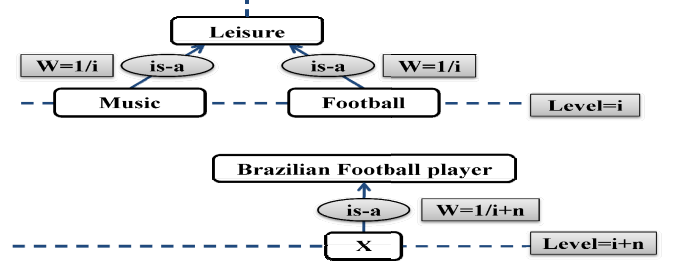 Leisure
W=1/i is-a is-a W=1/i
Music Football Level=i
Brazilian Football player
is-a W=1/i+n
X Level=i+n